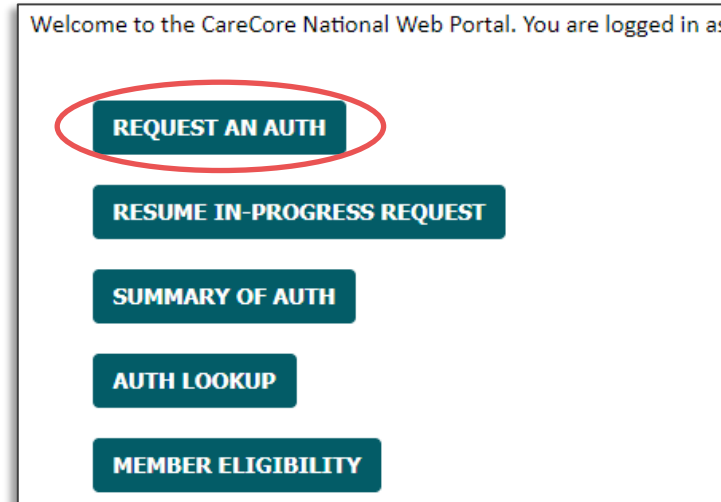 Welcome to the CareCore National Web Portal. You are logged in as
REQUEST AN AUTH
RESUME IN-PROGRESS REQUEST
SUMMARY OF AUTH
AUTH LOOKUP
MEMBER ELIGIBILITY